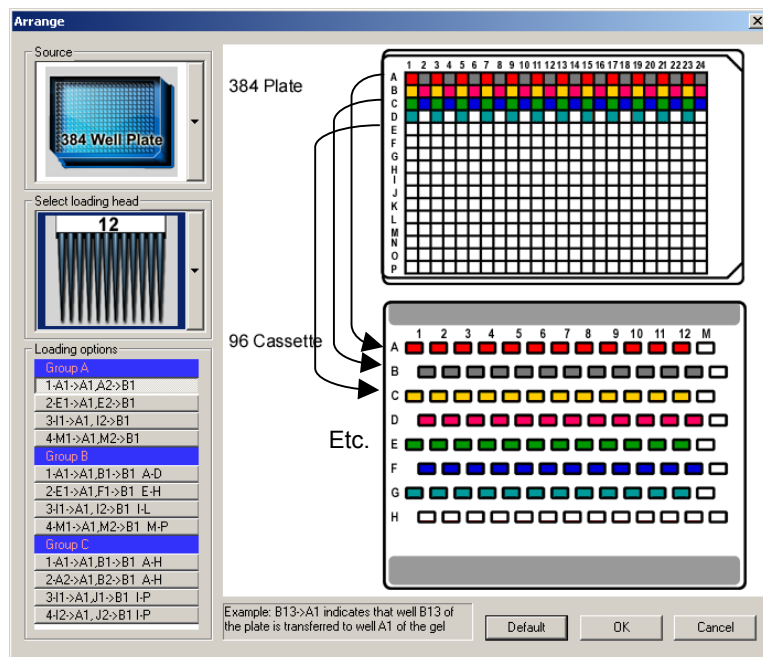 Arrange
Source
384 Well Plate
Select loading head
12
Loading options
Group A
1-A1->A1,A2->B1
2-E1->A1,E2->B1
3-I1->A1, I2->B1
4-M1->A1,M2->B1
Group B
1-A1->A1,B1->B1 A-D
2-E1->A1,F1->B1 E-H
3-I1->A1, I2->B1 I-L
4-M1->A1,M2->B1 M-P
Group C
1-A1->A1,B1->B1 A-H
2-A2->A1,B2->B1 A-H
3-I1->A1,J1->B1 I-P
4-I2->A1, J2->B1 I-P
384 Plate
1 2 3 4 5 6 7 8 9 10 11 12 13 14 15 16 17 18 19 20 21 22 23 24
A
B
C
D
E
F
G
H
I
J
K
L
M
N
O
P
96 Cassette
1 2 3 4 5 6 7 8 9 10 11 12 M
A
B
C
D
E
F
G
H
Etc.
Example: B13->A1 indicates that well B13 of
the plate is transferred to well A1 of the gel
Default
OK
Cancel